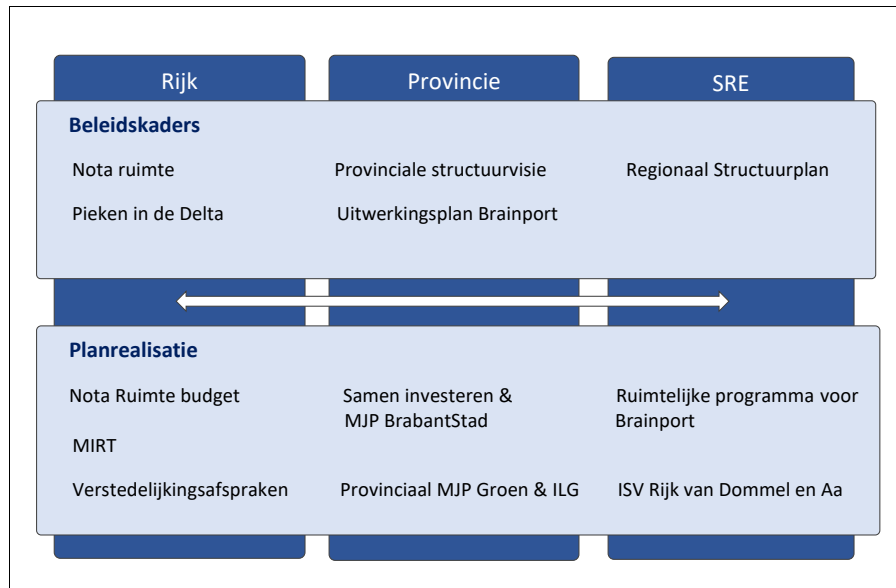 Rijk
Provincie
SRE
Beleidskaders
Nota ruimte
Provinciale structuurvisie
Regionaal Structuurplan
Pieken in de Delta
Uitwerkingsplan Brainport
Planrealisatie
Nota Ruimte budget
Samen investeren &
MJP BrabantStad
Ruimtelijke programma voor
Brainport
MIRT
Verstedelijkingsafspraken
Provinciaal MJP Groen & ILG
ISV Rijk van Dommel en Aa